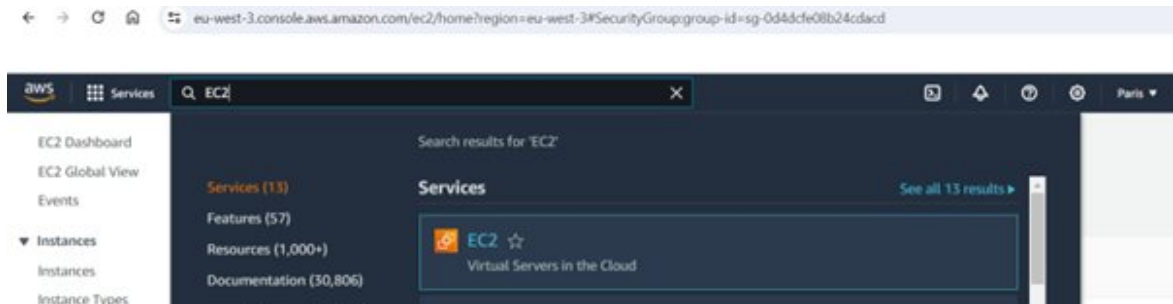 eu-west-3.console.aws.amazon.com/ec2/home?region=eu-west-3#SecurityGroup:group-id=sg-0d4dcfe08b24cdacd
aws Services EC2 Paris
EC2 Dashboard
EC2 Global View
Events
Instances
Instances
Instance Types
Search results for 'EC2'
Services (13)
Features (57)
Resources (1,000+)
Documentation (30,806)
Services See all 13 results
EC2
Virtual Servers in the Cloud